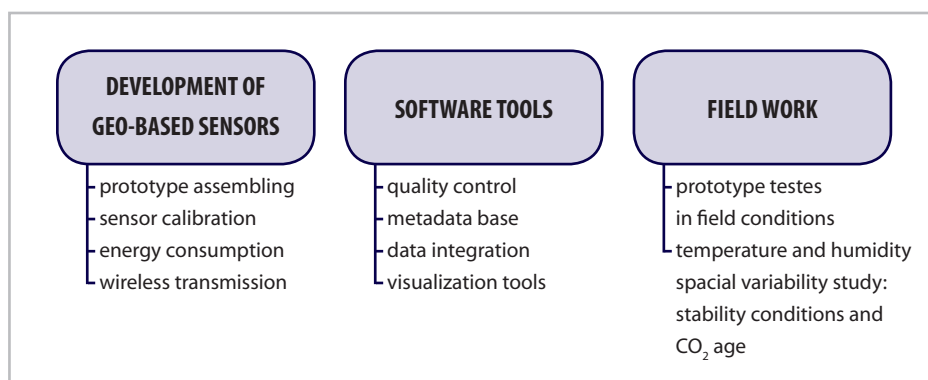 DEVELOPMENT OF
GEO-BASED SENSORS
prototype assembling
sensor calibration
energy consumption
wireless transmission
SOFTWARE TOOLS
quality control
metadata base
data integration
visualization tools
FIELD WORK
prototype testes
in field conditions
temperature and humidity
spacial variability study:
stability conditions and
CO₂ age